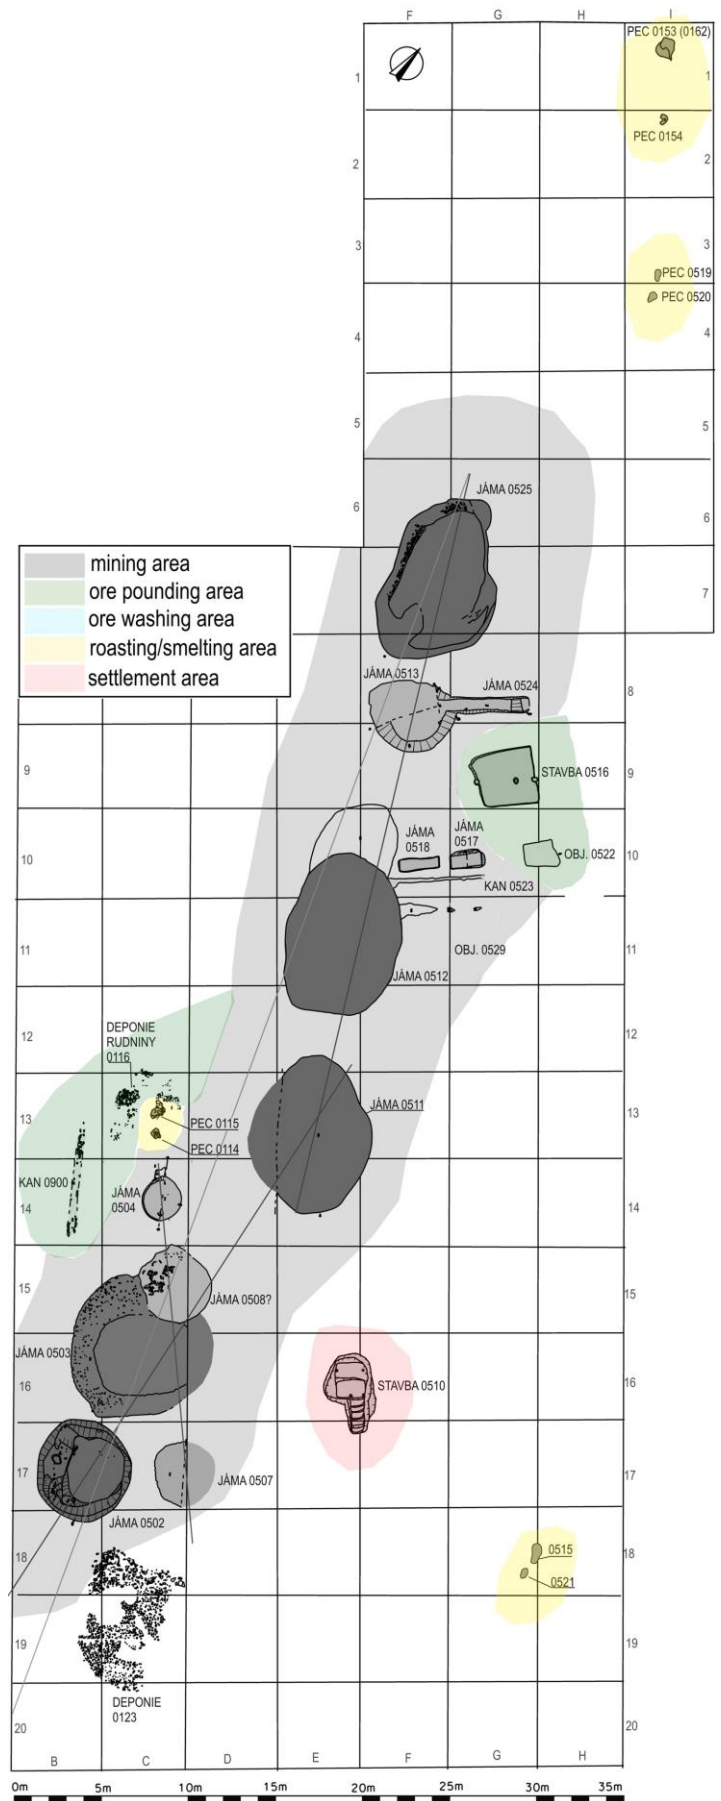 F G H I
PEC 0153 (0162)
1 1
PEC 0154
2 2
3 3
PEC 0519
PEC 0520
4 4
5 5
JÁMA 0525
6 6
mining area
ore pounding area
ore washing area
roasting/smelting area
settlement area
7 7
JÁMA 0513
JÁMA 0524
8 8
9 9
STAVBA 0516
JÁMA
0518
JÁMA
0517
10 10
OBJ. 0522
KAN 0523
OBJ. 0529
11 11
JÁMA 0512
12 12
DEPONIE
RUDNINY
0116
JÁMA 0511
13 13
PEC 0115
PEC 0114
KAN 0900
JÁMA
0504
14 14
15 15
JÁMA 0508?
JÁMA 0503
16 16
STAVBA 0510
17 17
JÁMA 0507
JÁMA 0502
18 18
0515
0521
19 19
DEPONIE
0123
20 20
B C D E F G H
0m 5m 10m 15m 20m 25m 30m 35m